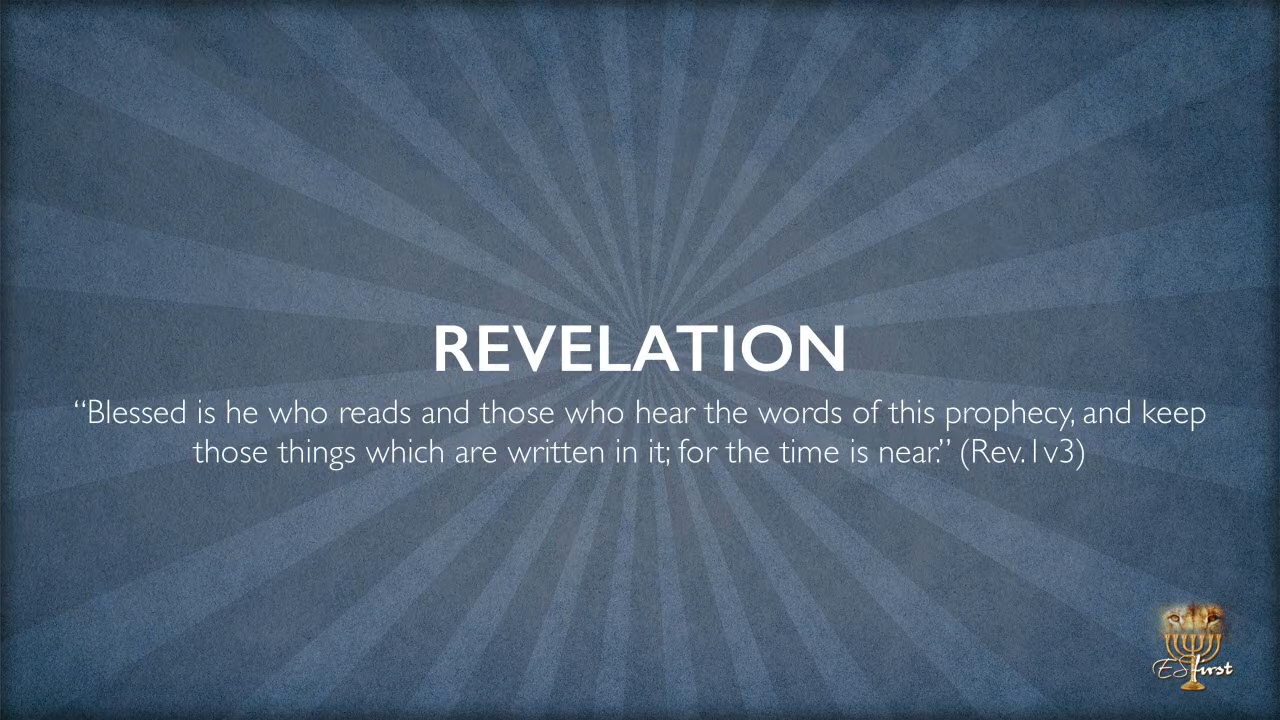 REVELATION
“Blessed is he who reads and those who hear the words of this prophecy, and keep
those things which are written in it; for the time is near.” (Rev.1v3)
ESfirst